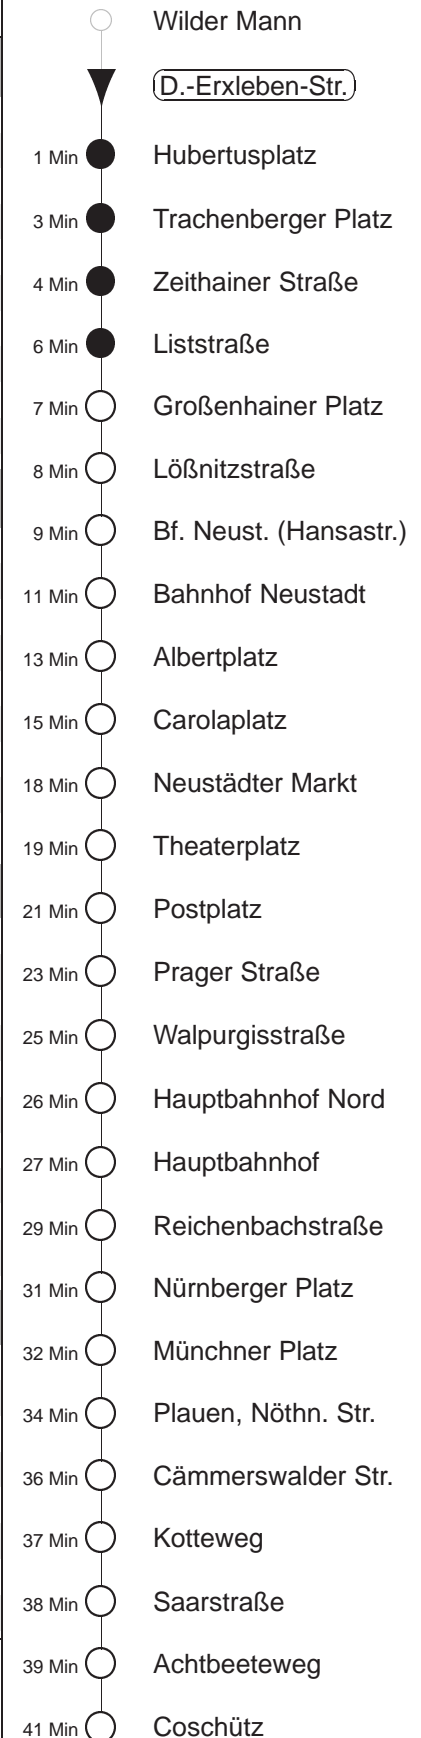 Wilder Mann
D.-Erxleben-Str.
1 Min Hubertusplatz
3 Min Trachenberger Platz
4 Min Zeithainer Straße
6 Min Liststraße
7 Min Großenhainer Platz
8 Min Lößnitzstraße
9 Min Bf. Neust. (Hansastr.)
11 Min Bahnhof Neustadt
13 Min Albertplatz
15 Min Carolaplatz
18 Min Neustädter Markt
19 Min Theaterplatz
21 Min Postplatz
23 Min Prager Straße
25 Min Walpurgisstraße
26 Min Hauptbahnhof Nord
27 Min Hauptbahnhof
29 Min Reichenbachstraße
31 Min Nürnberger Platz
32 Min Münchner Platz
34 Min Plauen, Nöthn. Str.
36 Min Cämmerswalder Str.
37 Min Kotteweg
38 Min Saarstraße
39 Min Achtbeeteweg
41 Min Coschütz